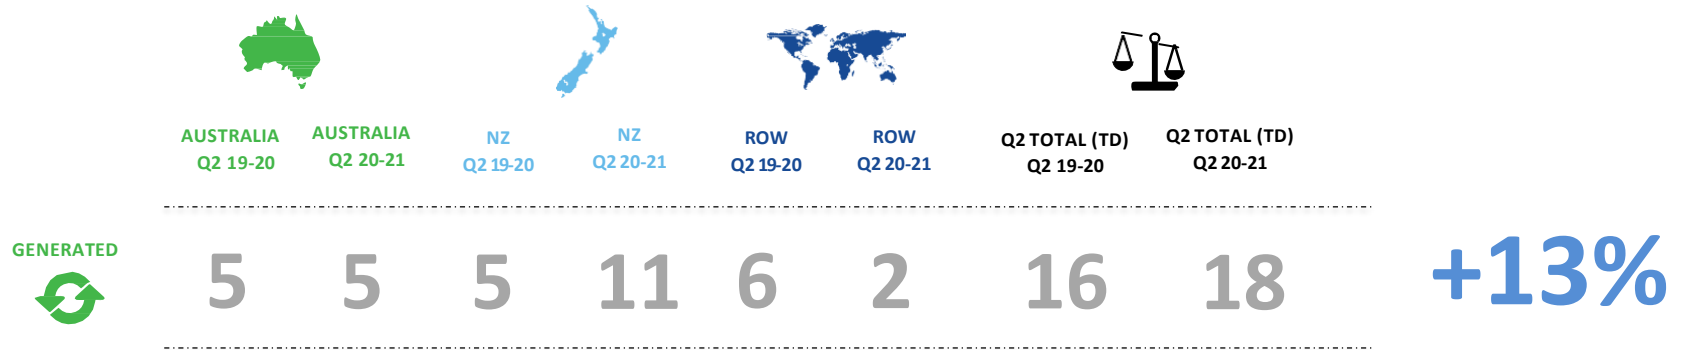 AUSTRALIA
Q2 19-20
AUSTRALIA
Q2 20-21
NZ
Q2 19-20
NZ
Q2 20-21
ROW
Q2 19-20
ROW
Q2 20-21
Q2 TOTAL (TD)
Q2 19-20
Q2 TOTAL (TD)
Q2 20-21
GENERATED
5 5 5 11 6 2 16 18 +13%